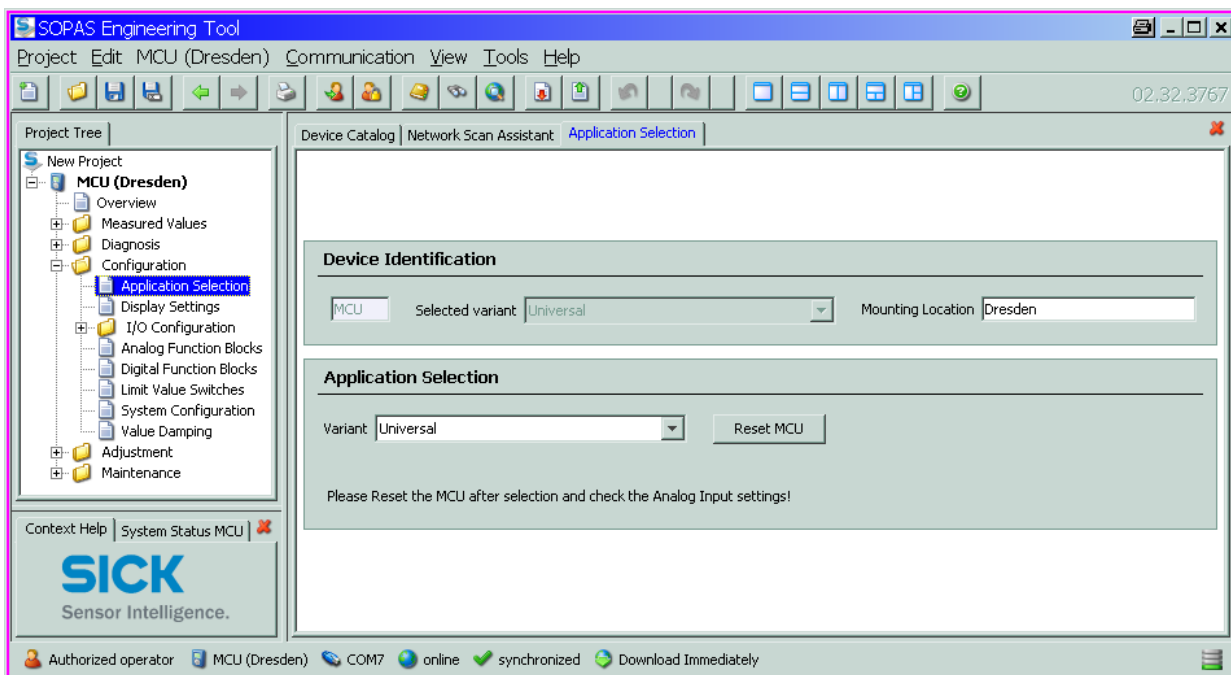 SOPAS Engineering Tool
Project Edit MCU (Dresden) Communication View Tools Help
02.32.3767
Project Tree
New Project
MCU (Dresden)
Overview
Measured Values
Diagnosis
Configuration
Application Selection
Display Settings
I/O Configuration
Analog Function Blocks
Digital Function Blocks
Limit Value Switches
System Configuration
Value Damping
Adjustment
Maintenance
Context Help System Status MCU
SICK
Sensor Intelligence.
Device Catalog Network Scan Assistant Application Selection
Device Identification
MCU Selected variant Universal Mounting Location Dresden
Application Selection
Variant Universal Reset MCU
Please Reset the MCU after selection and check the Analog Input settings!
Authorized operator MCU (Dresden) COM7 online synchronized Download Immediately